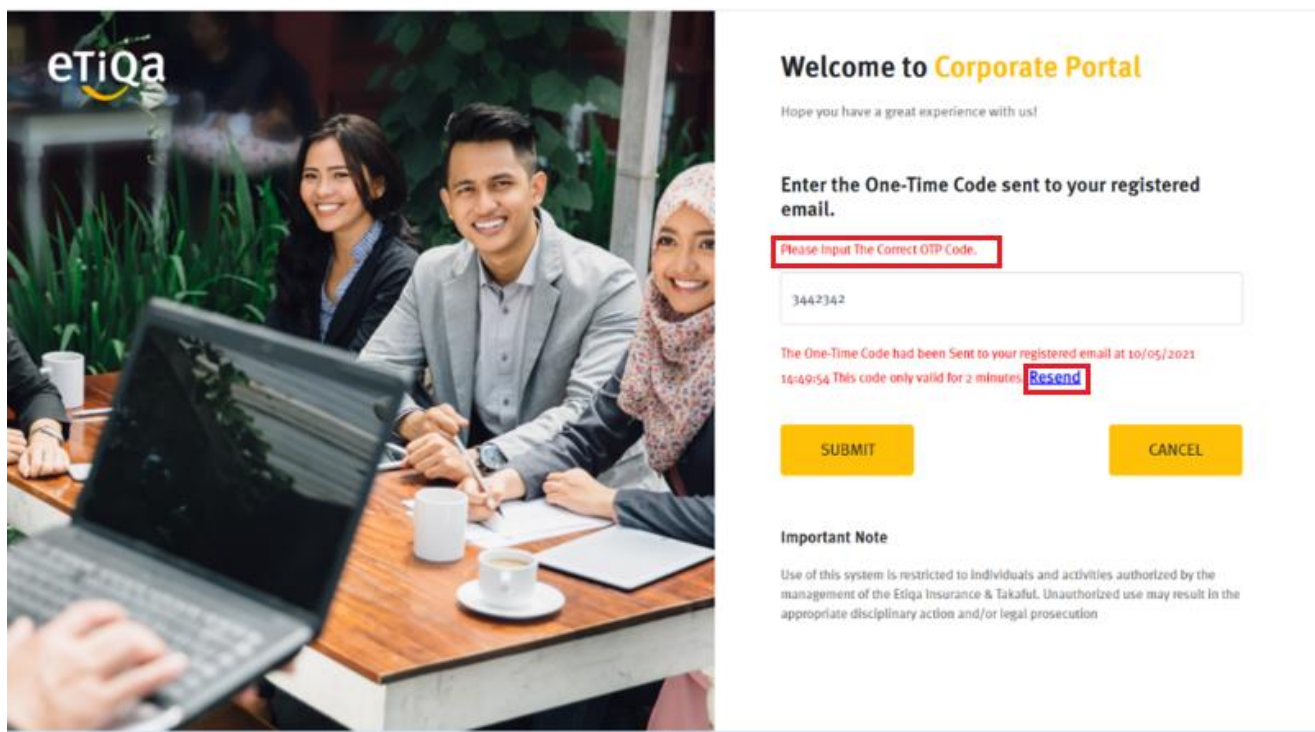 eTiQa
Welcome to Corporate Portal
Hope you have a great experience with us!
Enter the One-Time Code sent to your registered
email.
Please Input The Correct OTP Code.
3442342
The One-Time Code had been Sent to your registered email at 10/05/2021
14:49:54 This code only valid for 2 minutes. Resend
SUBMIT
CANCEL
Important Note
Use of this system is restricted to individuals and activities authorized by the
management of the Etiqa Insurance & Takaful. Unauthorized use may result in the
appropriate disciplinary action and/or legal prosecution